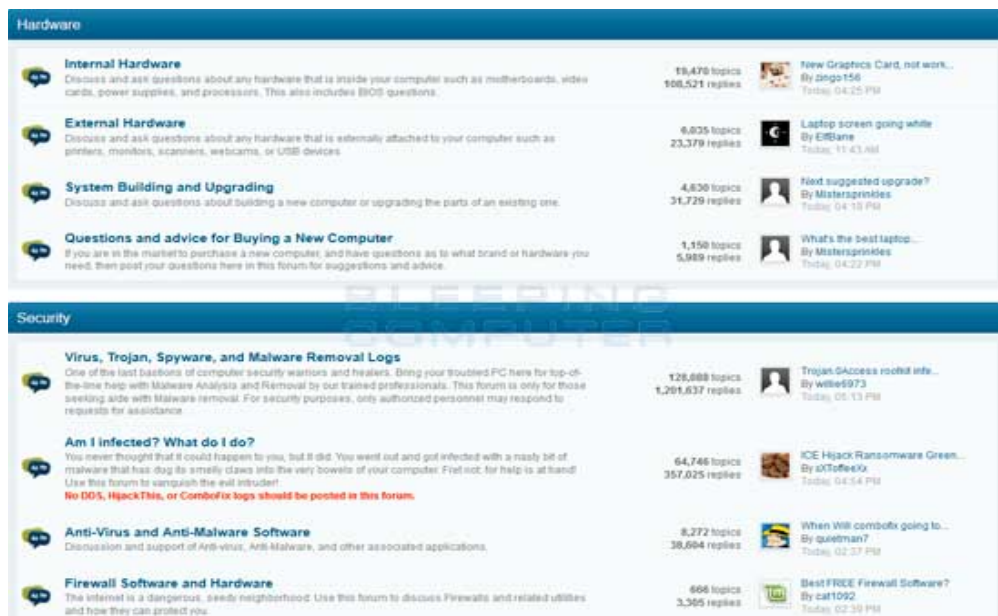 Hardware
Internal Hardware
Discuss and ask questions about any hardware that is inside your computer such as motherboards, video
cards, power supplies, and processors. This also includes BIOS questions.
19,470 topics
108,521 replies
New Graphics Card, not work...
By zingo156
Today, 04:25 PM
External Hardware
Discuss and ask questions about any hardware that is externally attached to your computer such as
printers, monitors, scanners, webcams, or USB devices
6,035 topics
23,379 replies
Laptop screen going white
By ElfBane
Today, 11:43 AM
System Building and Upgrading
Discuss and ask questions about building a new computer or upgrading the parts of an existing one.
4,630 topics
31,729 replies
Next suggested upgrade?
By Mistersprinkles
Today, 04:18 PM
Questions and advice for Buying a New Computer
If you are in the market to purchase a new computer, and have questions as to what brand or hardware you
need, then post your questions here in this forum for suggestions and advice.
1,150 topics
5,989 replies
What's the best laptop...
By Mistersprinkles
Today, 04:22 PM
BLEEPING
COMPUTER
Security
Virus, Trojan, Spyware, and Malware Removal Logs
One of the last bastions of computer security warriors and healers. Bring your troubled PC here for top-of-
the-line help with Malware Analysis and Removal by our trained professionals. This forum is only for those
seeking aide with Malware removal. For security purposes, only authorized personnel may respond to
requests for assistance.
topics
1,201,637 replies
Trojan.0Access rootkit infe...
By willie6973
Today, 05:13 PM
Am I infected? What do I do?
You never thought that it could happen to you, but it did. You went out and got infected with a nasty bit of
malware that has dug its smelly claws into the very bowels of your computer. Fret not, for help is at hand!
Use this forum to vanquish the evil intruder!
No DDS, HijackThis, or ComboFix logs should be posted in this forum.
64,746 topics
357,025 replies
ICE Hijack Ransomware Green...
By xXToffeeXx
Today, 04:54 PM
Anti-Virus and Anti-Malware Software
Discussion and support of Anti-virus, Anti-Malware, and other associated applications.
8,272 topics
38,604 replies
When Will combofix going to...
By quietman7
Today, 02:37 PM
Firewall Software and Hardware
The internet is a dangerous, seedy neighborhood. Use this forum to discuss Firewalls and related utilities
and how they can protect you.
666 topics
3,305 replies
Best FREE Firewall Software?
By cat1092
Today, 02:39 PM